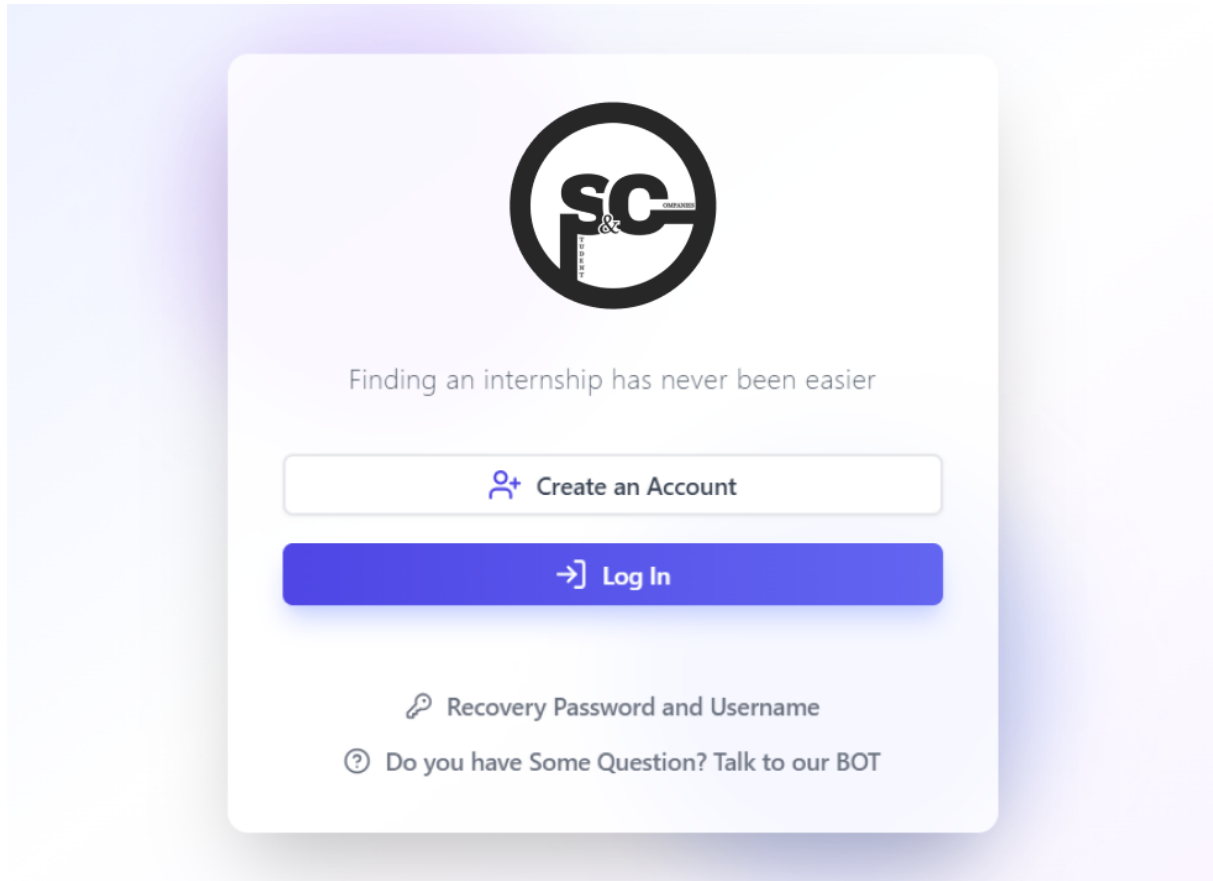 S&C
OMPANIES
TUDENT
Finding an internship has never been easier
Create an Account
Log In
Recovery Password and Username
Do you have Some Question? Talk to our BOT